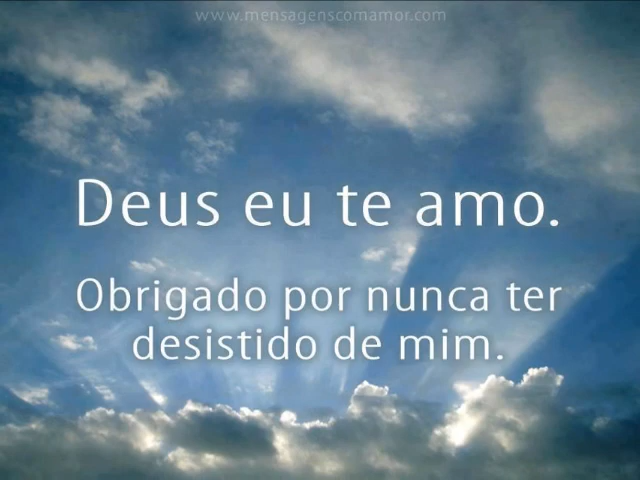 www.mensagenscomamor.com
Deus eu te amo.
Obrigado por nunca ter
desistido de mim.